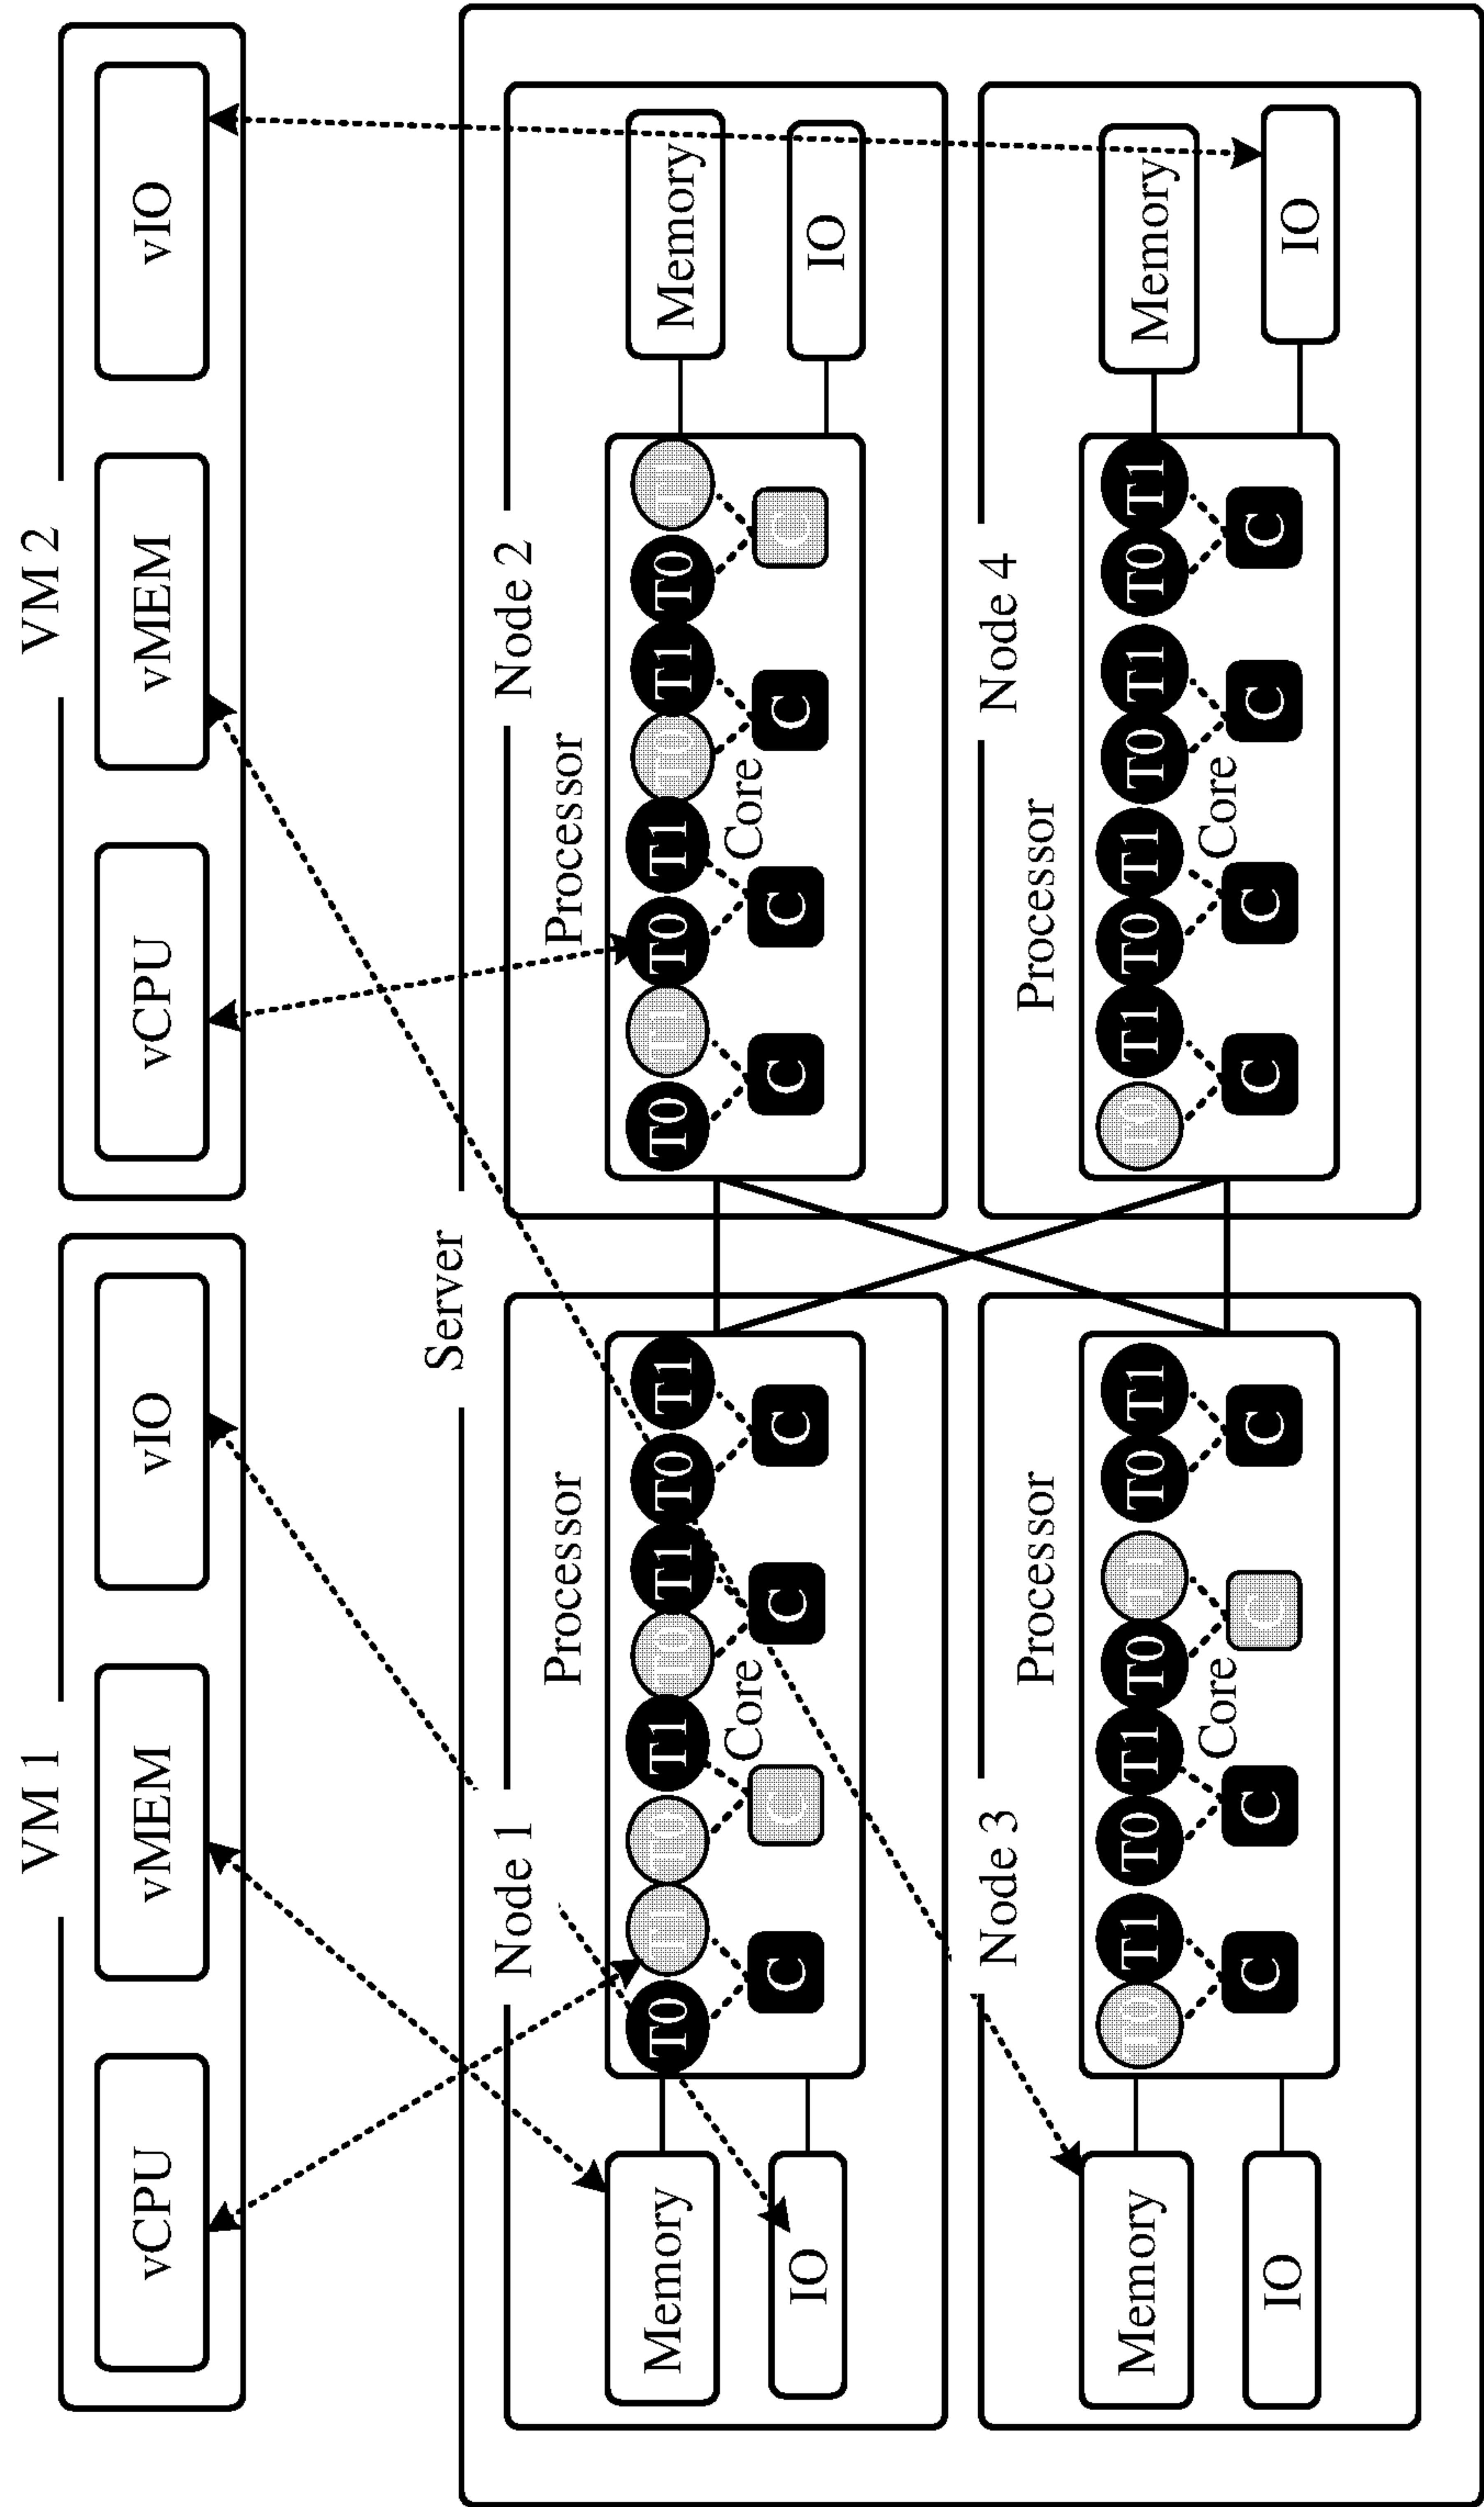 VM 1
VM 2
vCPU
vMEM
vIO
vCPU
vMEM
vIO
Server
Node 1
Node 2
Processor
Processor
Memory
T0 T1 T0 T1 T0 T1 T0 T1
T0 T1 T0 T1 T0 T1 T0 T1
Memory
Core
Core
IO
C C C C
C C C C
IO
Node 3
Node 4
Processor
Processor
Memory
T0 T1 T0 T1 T0 T1 T0 T1
T0 T1 T0 T1 T0 T1 T0 T1
Memory
Core
Core
IO
C C C C
C C C C
IO